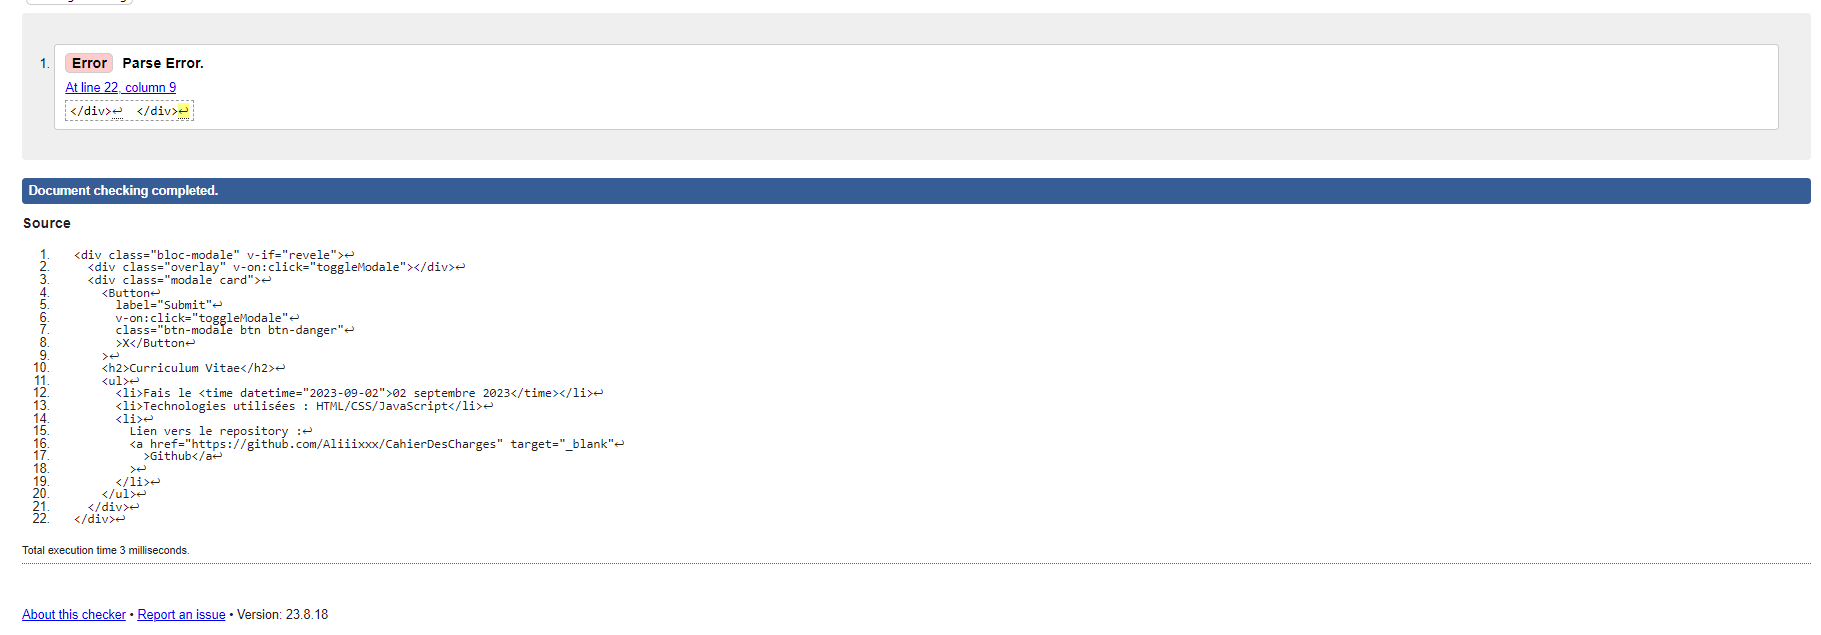 1. Error Parse Error.
At line 22, column 9
</div>↩ </div>↩
Document checking completed.
Source
1. <div class="bloc-modale" v-if="revele">↩
2. <div class="overlay" v-on:click="toggleModale"></div>↩
3. <div class="modale card">↩
4. <Button↩
5. label="Submit"↩
6. v-on:click="toggleModale"↩
7. class="btn-modale btn btn-danger"↩
8. >X</Button↩
9. >↩
10. <h2>Curriculum Vitae</h2>↩
11. <ul>↩
12. <li>Fais le <time datetime="2023-09-02">02 septembre 2023</time></li>↩
13. <li>Technologies utilisées : HTML/CSS/JavaScript</li>↩
14. <li>↩
15. Lien vers le repository :↩
16. <a href="https://github.com/Aliiixxx/CahierDesCharges" target="_blank"↩
17. >Github</a↩
18. >↩
19. </li>↩
20. </ul>↩
21. </div>↩
22. </div>↩
Total execution time 3 milliseconds.
About this checker • Report an issue • Version: 23.8.18